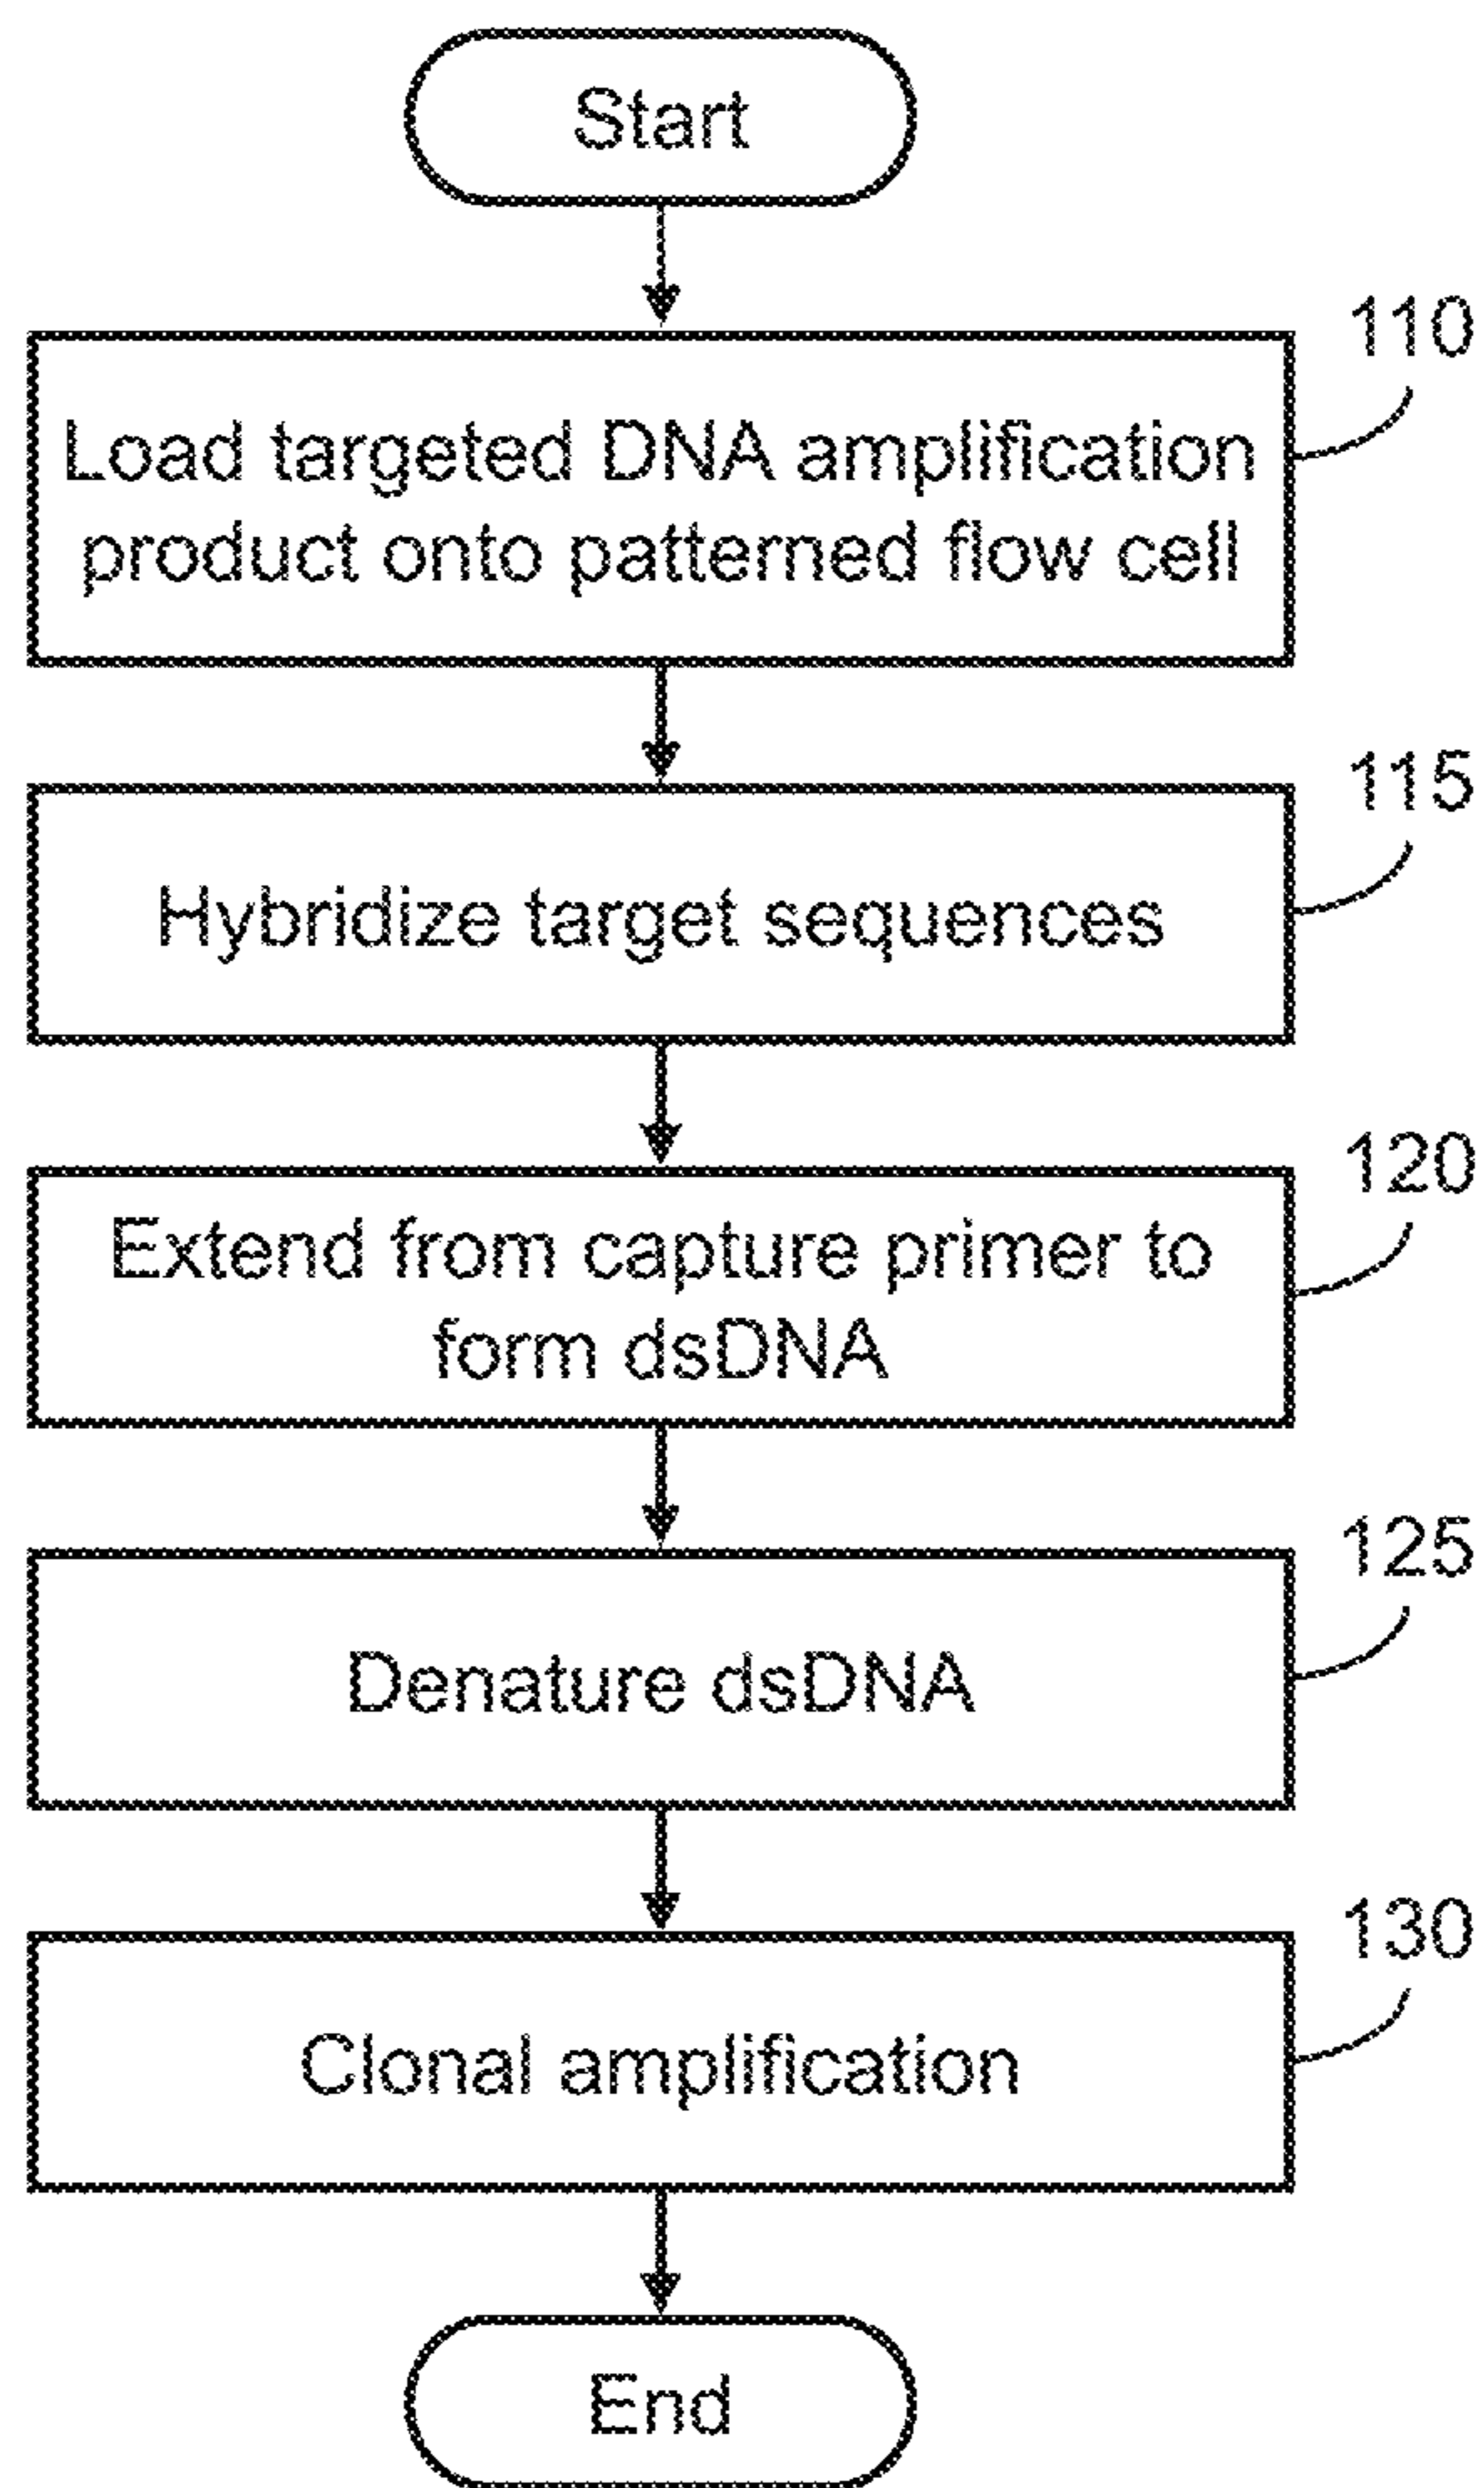 Start
110
Load targeted DNA amplification
product onto patterned flow cell
115
Hybridize target sequences
120
Extend from capture primer to
form dsDNA
125
Denature dsDNA
130
Clonal amplification
End